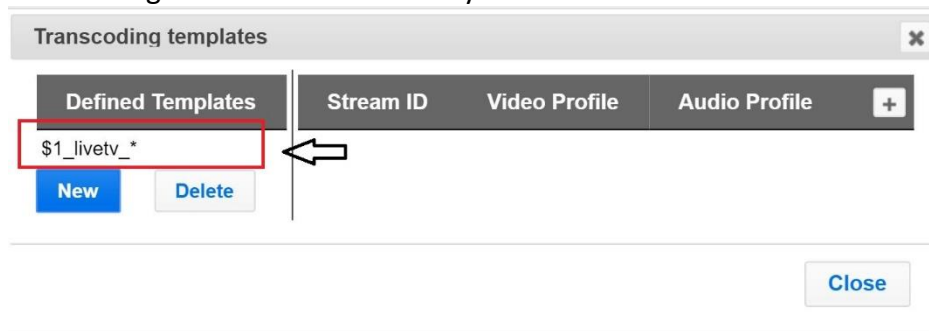 Transcoding templates
Defined Templates Stream ID Video Profile Audio Profile +
$1_livetv_*
New Delete
Close